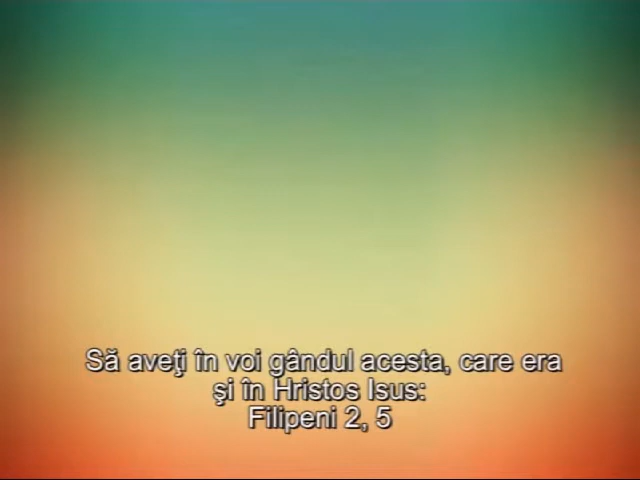 Să aveţi în voi gândul acesta, care era
şi în Hristos Isus:
Filipeni 2, 5